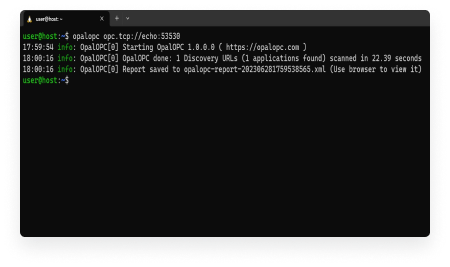 user@host: ~
user@host:~$ opalopc opc.tcp://echo:53530
17:59:54 info: OpalOPC[0] Starting OpalOPC 1.0.0.0 ( https://opalopc.com )
18:00:16 info: OpalOPC[0] OpalOPC done: 1 Discovery URLs (1 applications found) scanned in 22.39 seconds
18:00:16 info: OpalOPC[0] Report saved to opalopc-report-202306281759538565.xml (Use browser to view it)
user@host:~$